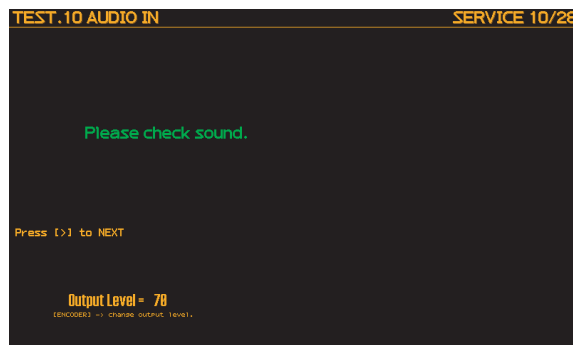 TEST.10 AUDIO IN
SERVICE 10/28
Please check sound.
Press [>] to NEXT
Output Level = 70
[ENCODER] -> change output level.